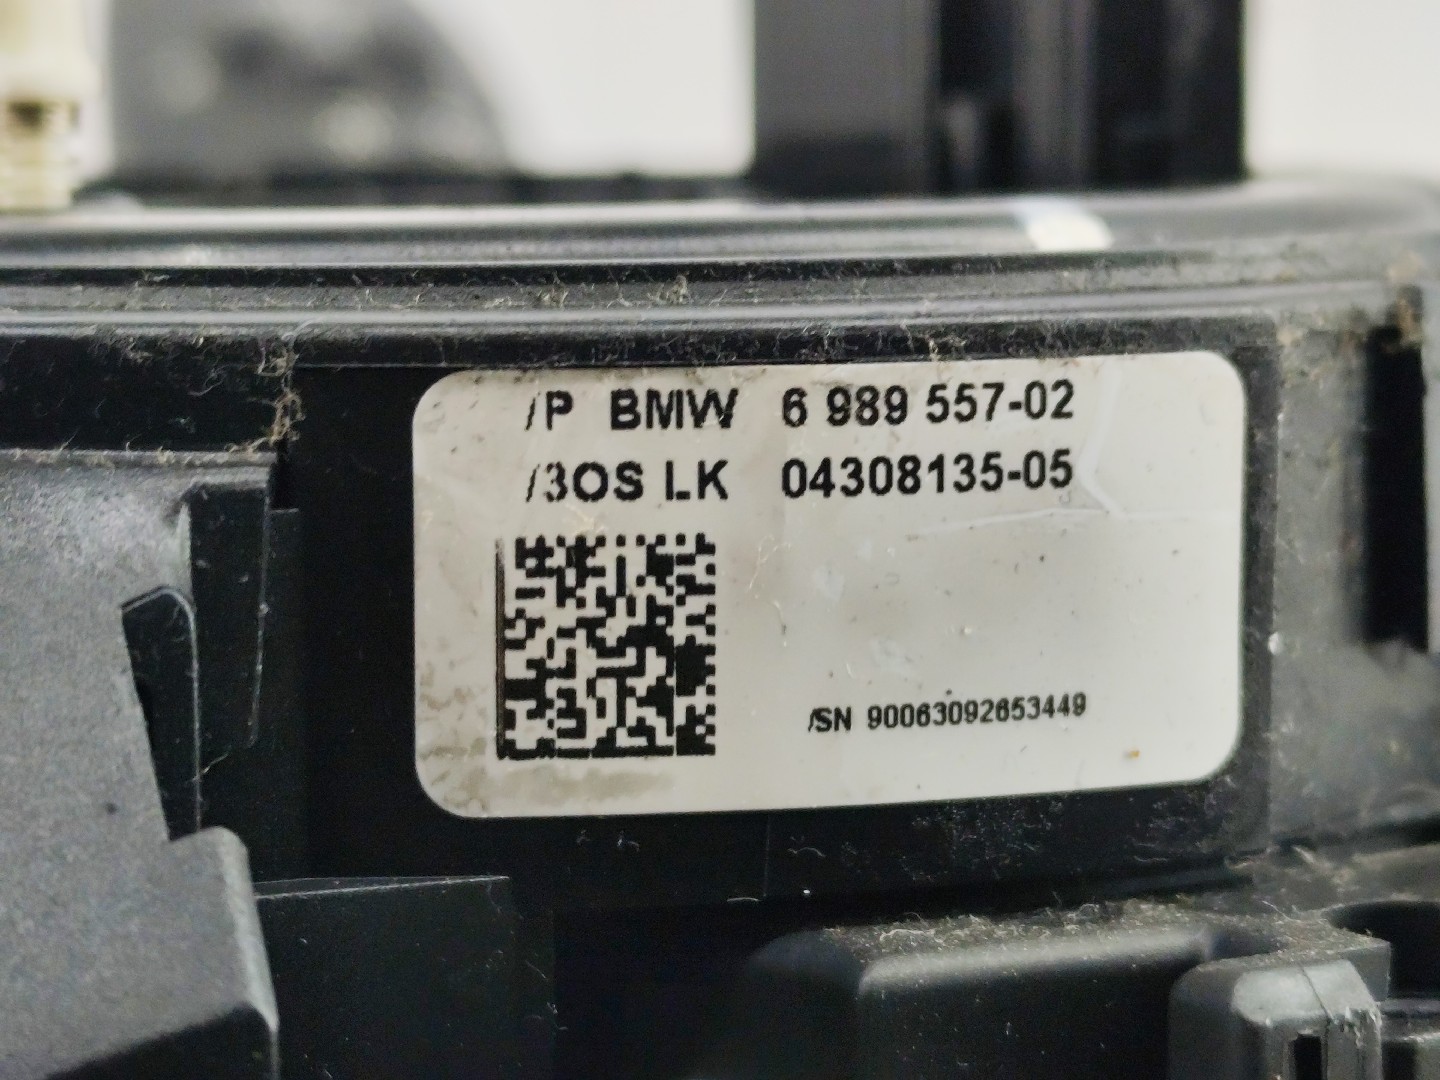 /P BMW 6 989 557-02
/3OS LK 04308135-05
/SN 90063092653449